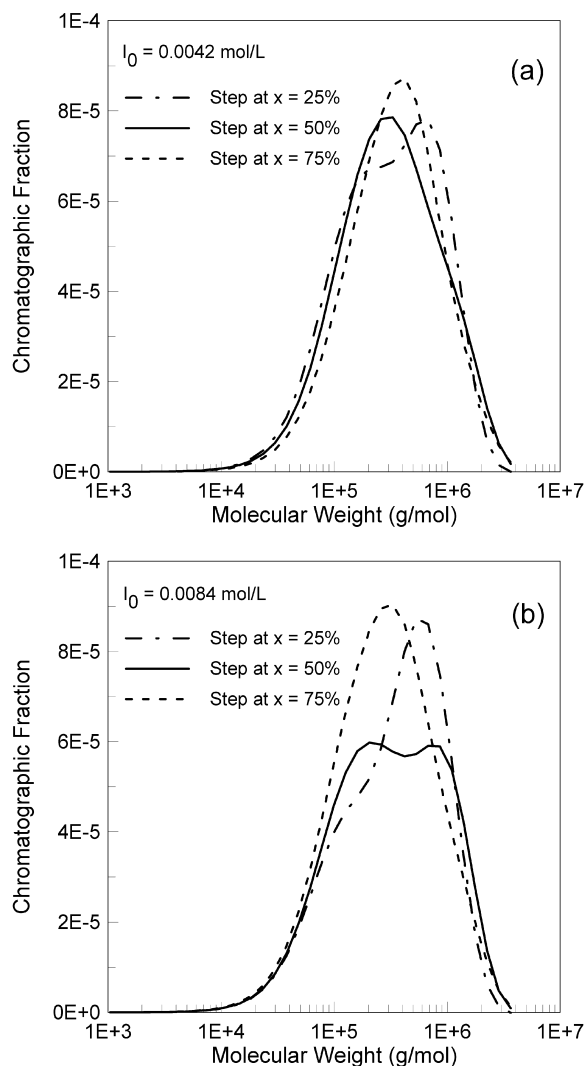 1E-4
I0 = 0.0042 mol/L
(a)
Step at x = 25%
8E-5
Step at x = 50%
Step at x = 75%
6E-5
4E-5
2E-5
0E+0
Chromatographic Fraction
1E+3 1E+4 1E+5 1E+6 1E+7
Molecular Weight (g/mol)
1E-4
I0 = 0.0084 mol/L
(b)
Step at x = 25%
8E-5
Step at x = 50%
Step at x = 75%
6E-5
4E-5
2E-5
0E+0
Chromatographic Fraction
1E+3 1E+4 1E+5 1E+6 1E+7
Molecular Weight (g/mol)